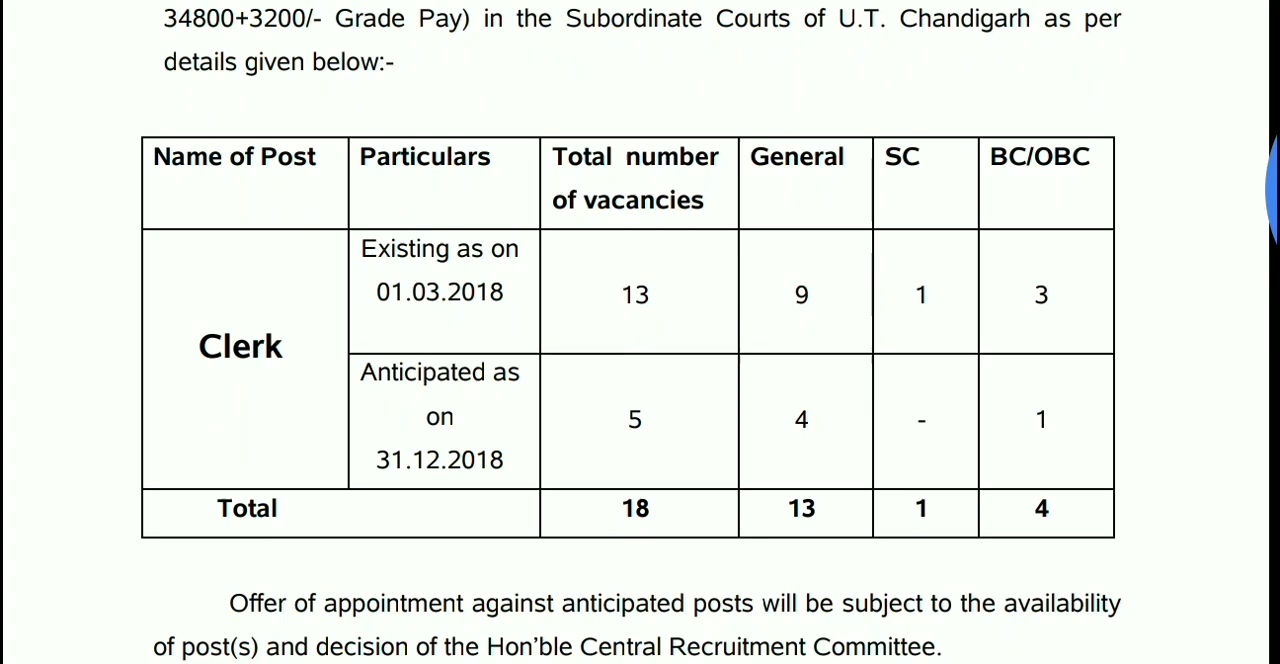 34800+3200/- Grade Pay) in the Subordinate Courts of U.T. Chandigarh as per
details given below:-
Name of Post Particulars Total number General SC BC/OBC
of vacancies
Existing as on
01.03.2018 13 9 1 3
Clerk
Anticipated as
on 5 4 - 1
31.12.2018
Total 18 13 1 4
Offer of appointment against anticipated posts will be subject to the availability
of post(s) and decision of the Hon'ble Central Recruitment Committee.